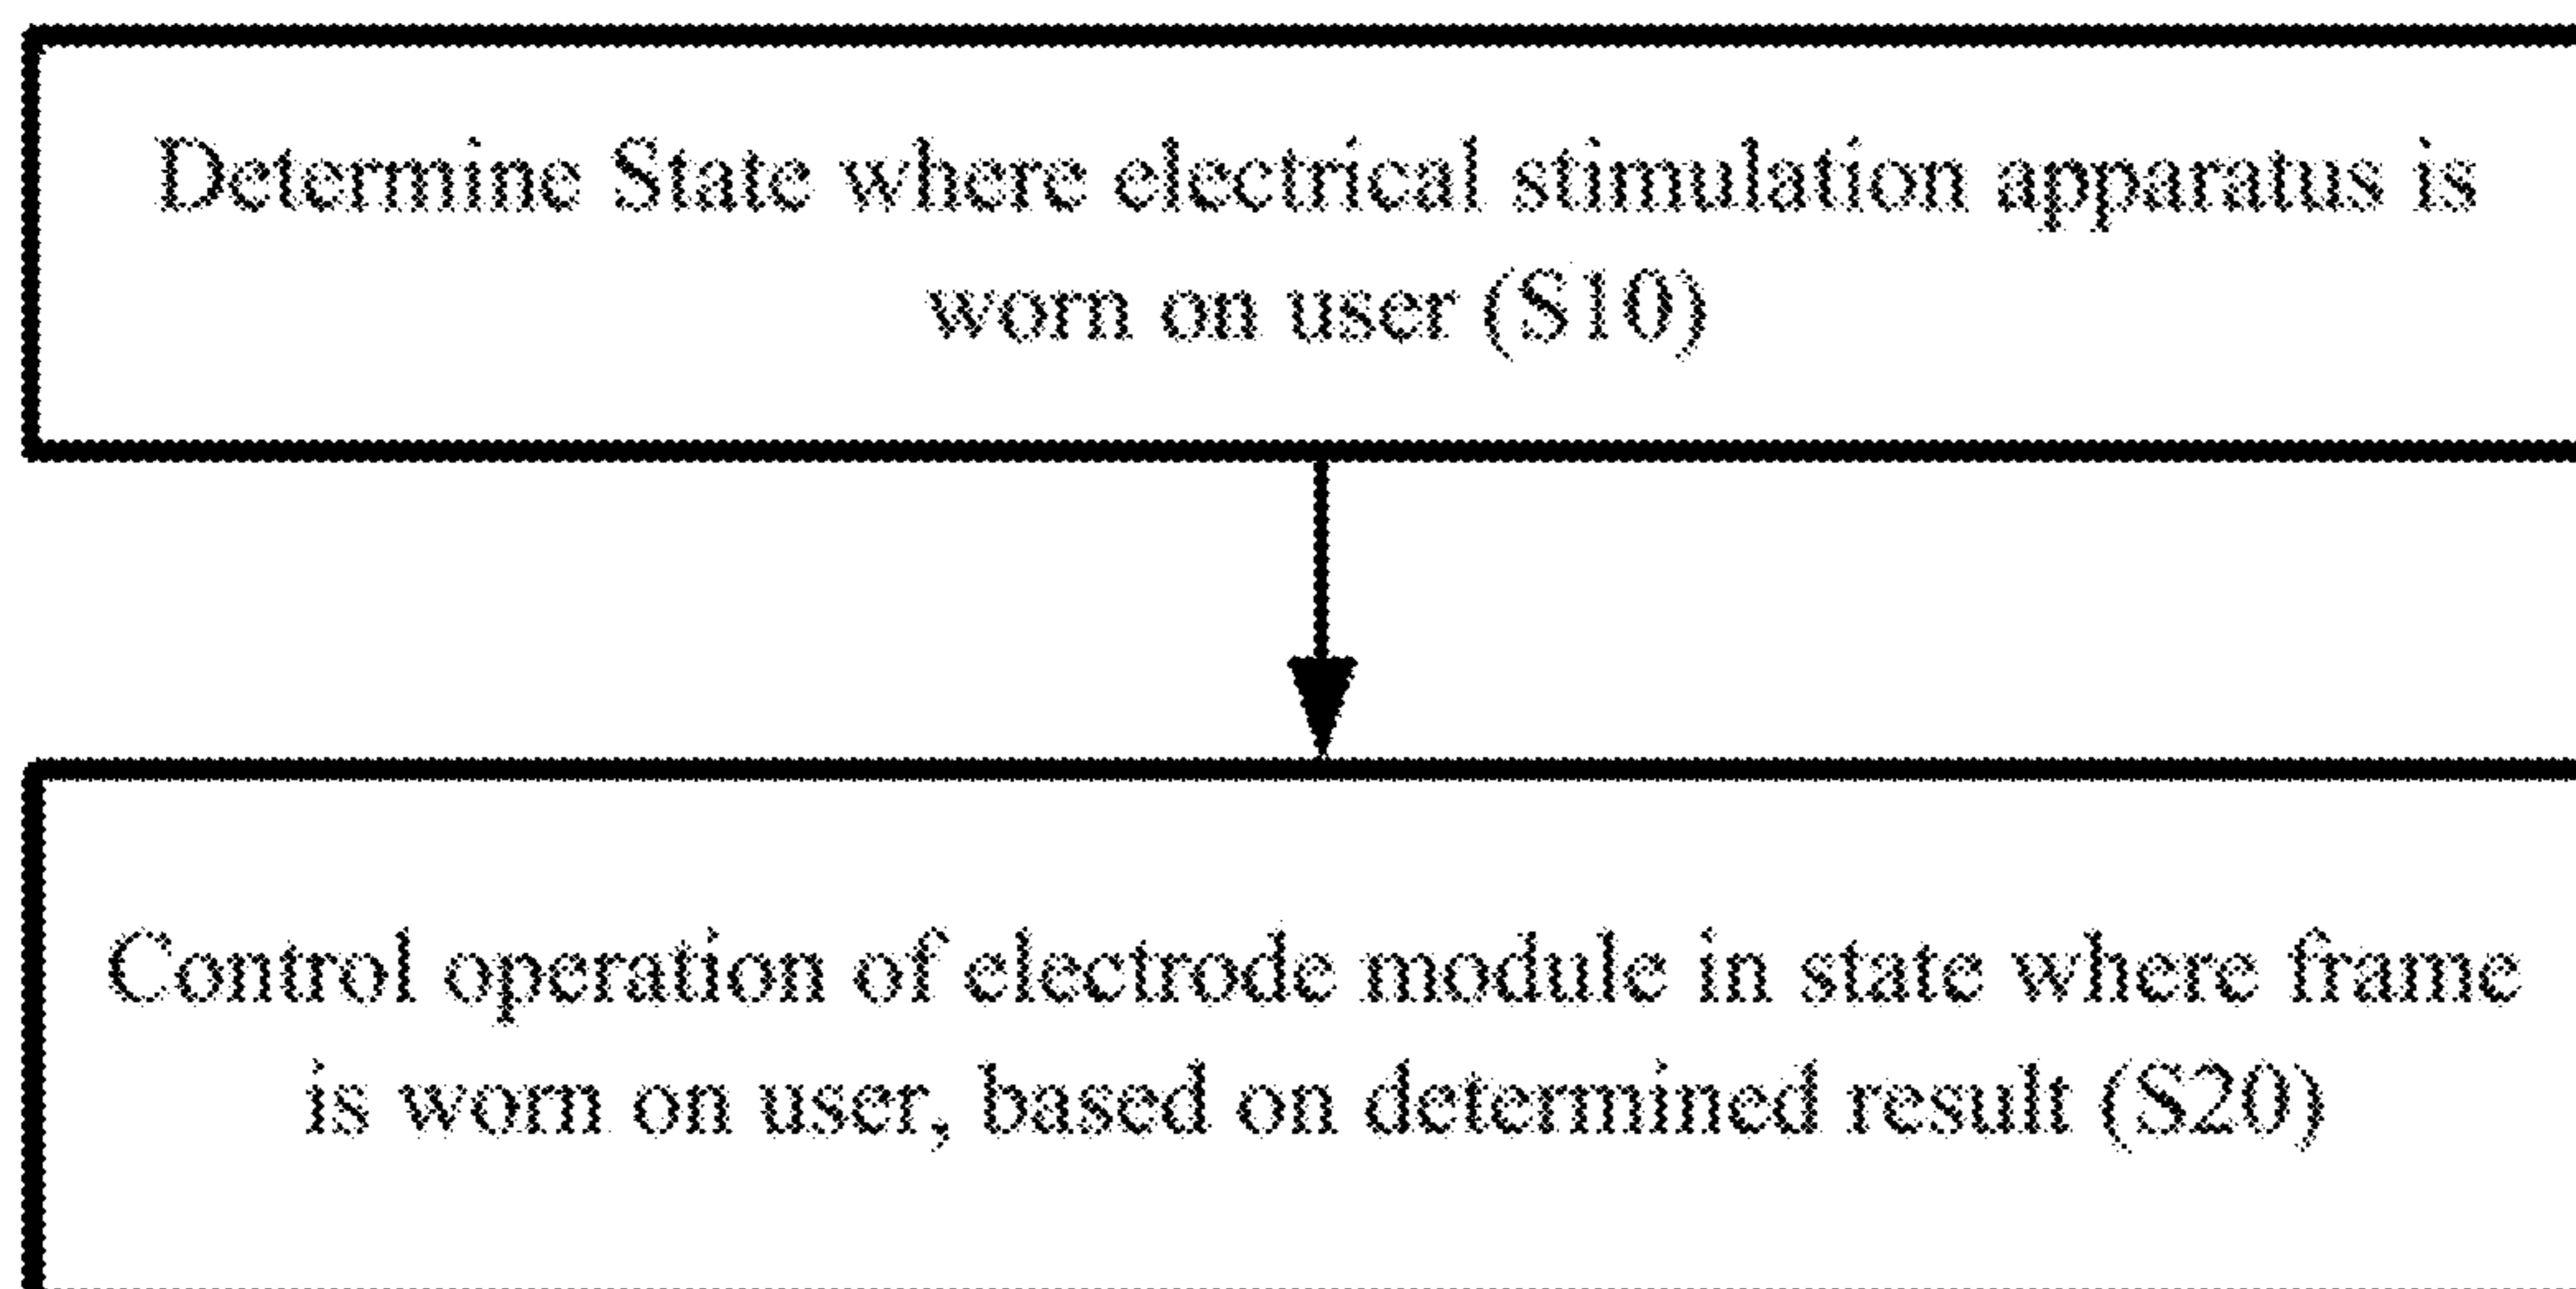 Determine State where electrical stimulation apparatus is
worn on user (S10)
Control operation of electrode module in state where frame
is worn on user, based on determined result (S20)